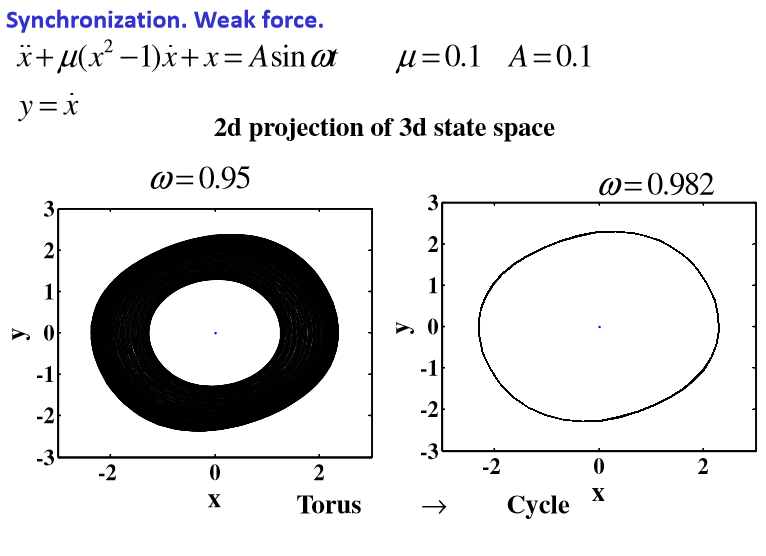 Synchronization. Weak force.
ẍ+μ(x²−1)ẋ+x=Asin ωt μ=0.1 A=0.1
y=ẋ
2d projection of 3d state space
ω=0.95 ω=0.982
3 3
2 2
1 1
y 0 y 0
-1 -1
-2 -2
-3 -3
-2 0 2 -2 0 2
x x
Torus → Cycle